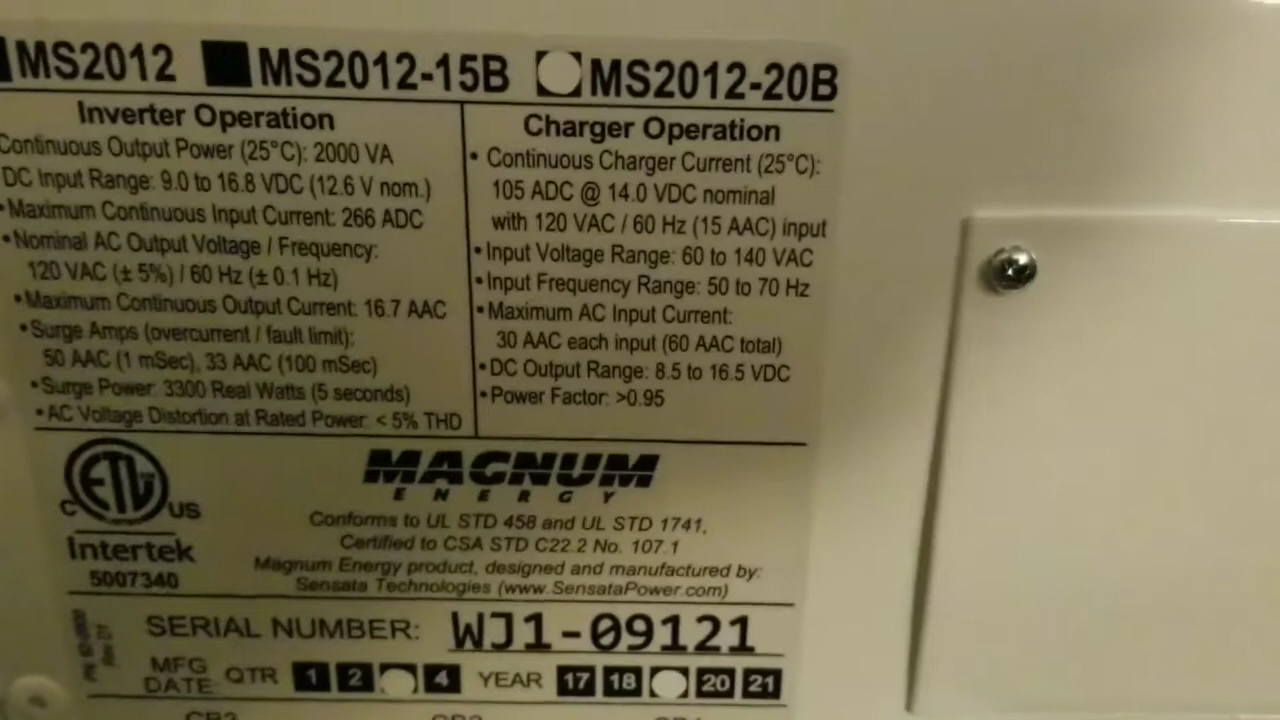 MS2012 MS2012-15B MS2012-20B
Inverter Operation
Continuous Output Power (25°C): 2000 VA
DC Input Range: 9.0 to 16.8 VDC (12.6 V nom.)
•Maximum Continuous Input Current: 266 ADC
•Nominal AC Output Voltage / Frequency:
120 VAC (± 5%) / 60 Hz (± 0.1 Hz)
•Maximum Continuous Output Current: 16.7 AAC
•Surge Amps (overcurrent / fault limit):
50 AAC (1 mSec), 33 AAC (100 mSec)
•Surge Power: 3300 Real Watts (5 seconds)
•AC Voltage Distortion at Rated Power: < 5% THD
Charger Operation
• Continuous Charger Current (25°C):
105 ADC @ 14.0 VDC nominal
with 120 VAC / 60 Hz (15 AAC) input
•Input Voltage Range: 60 to 140 VAC
•Input Frequency Range: 50 to 70 Hz
•Maximum AC Input Current:
30 AAC each input (60 AAC total)
•DC Output Range: 8.5 to 16.5 VDC
•Power Factor: >0.95
ETL
C US
Intertek
5007340
MAGNUM
ENERGY
Conforms to UL STD 458 and UL STD 1741,
Certified to CSA STD C22.2 No. 107.1
Magnum Energy product, designed and manufactured by:
Sensata Technologies (www.SensataPower.com)
SERIAL NUMBER: WJ1-09121
MFG DATE QTR 1 2 4 YEAR 17 18 20 21